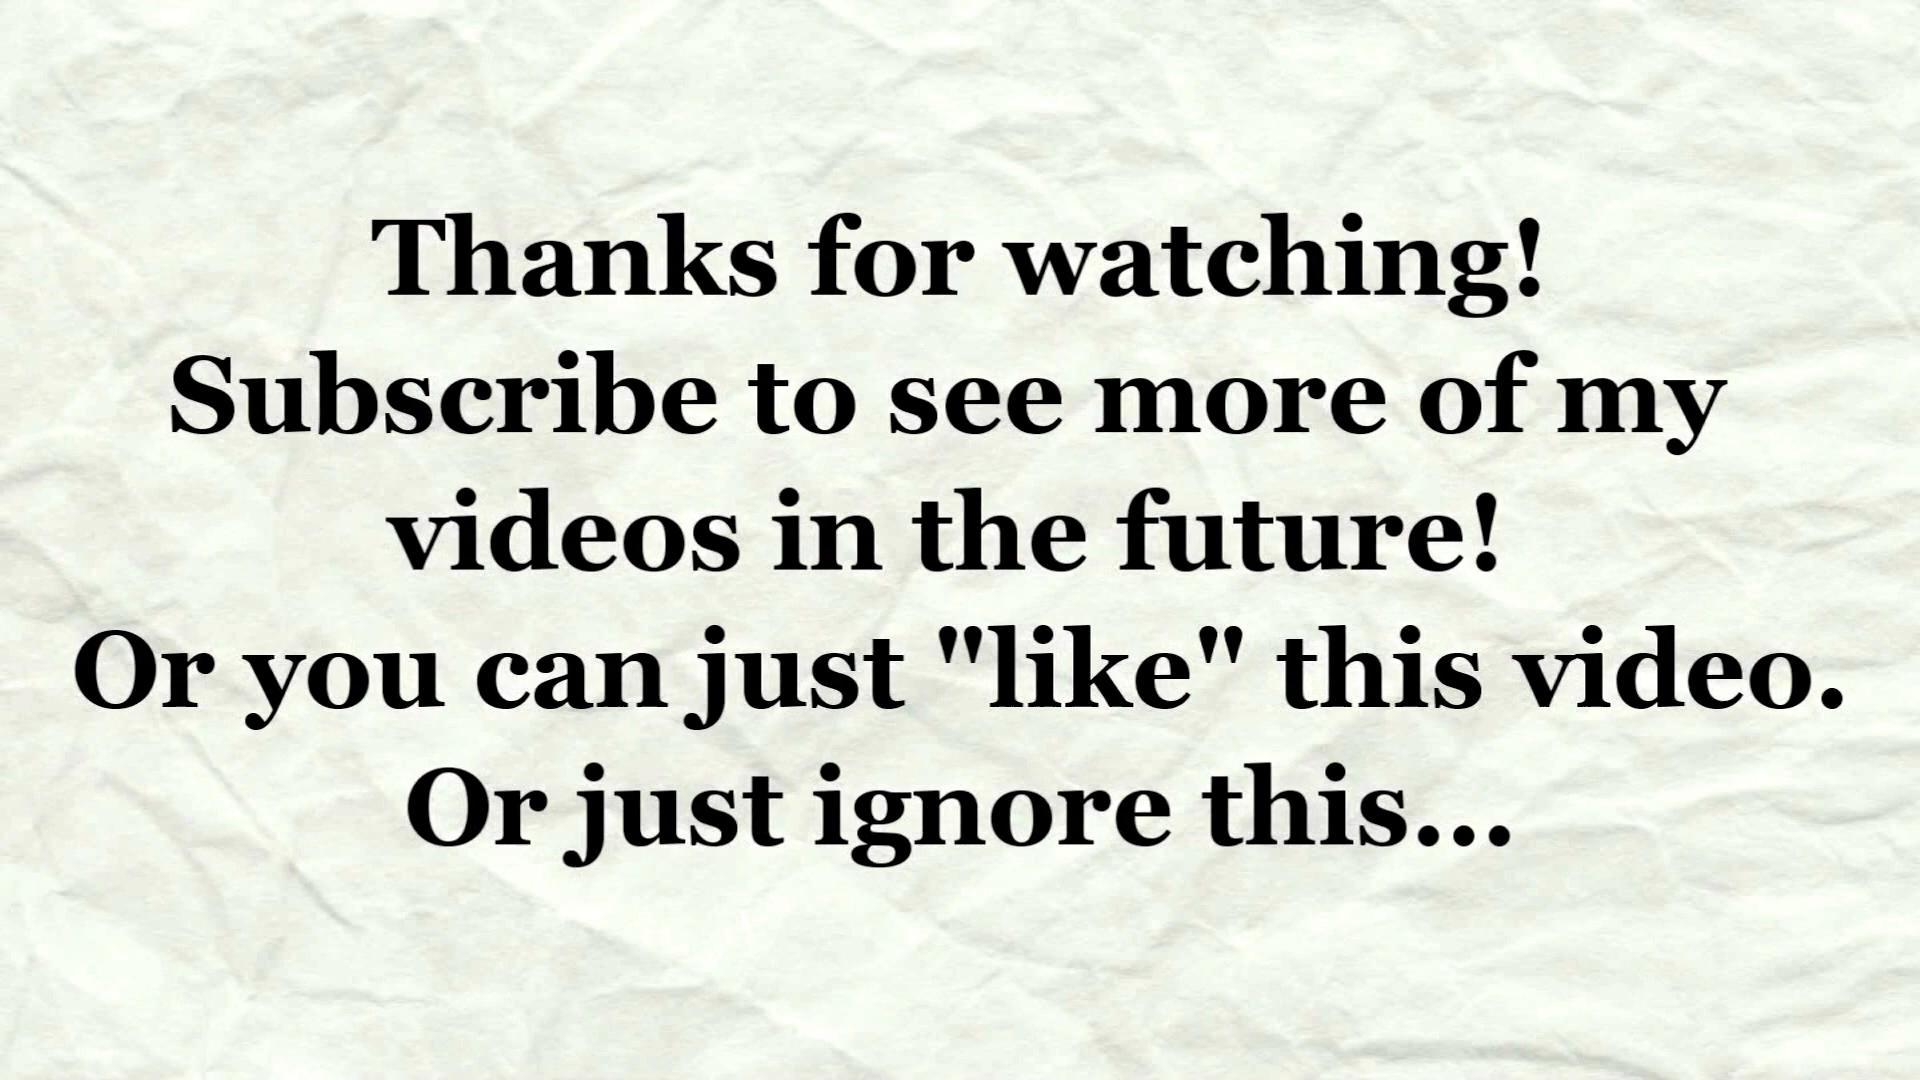 Thanks for watching!
Subscribe to see more of my
videos in the future!
Or you can just "like" this video.
Or just ignore this...